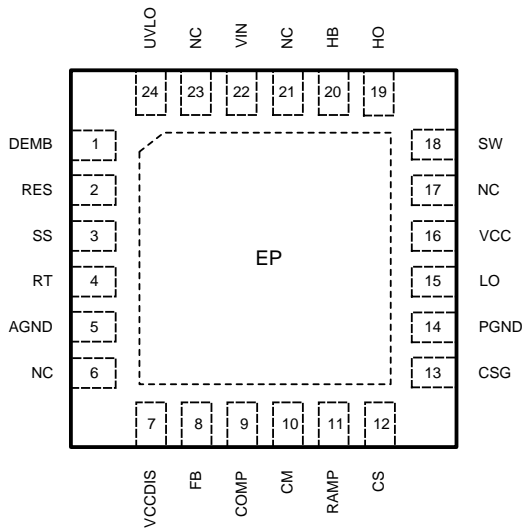 UVLO NC VIN NC HB HO
24 23 22 21 20 19
DEMB 1 18 SW
RES 2 17 NC
SS 3 16 VCC
EP
RT 4 15 LO
AGND 5 14 PGND
NC 6 13 CSG
7 8 9 10 11 12
VCCDIS FB COMP CM RAMP CS